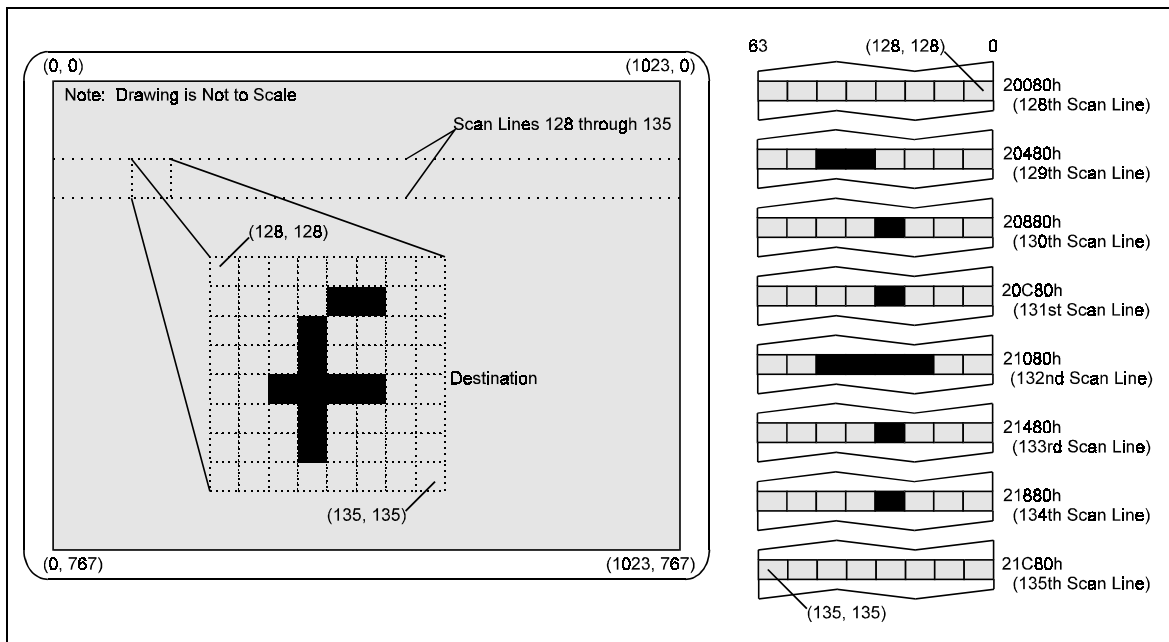 (0, 0)
(1023, 0)
Note: Drawing is Not to Scale
Scan Lines 128 through 135
(128, 128)
Destination
(135, 135)
(0, 767)
(1023, 767)
63
(128, 128)
0
20080h
(128th Scan Line)
20480h
(129th Scan Line)
20880h
(130th Scan Line)
20C80h
(131st Scan Line)
21080h
(132nd Scan Line)
21480h
(133rd Scan Line)
21880h
(134th Scan Line)
21C80h
(135th Scan Line)
(135, 135)